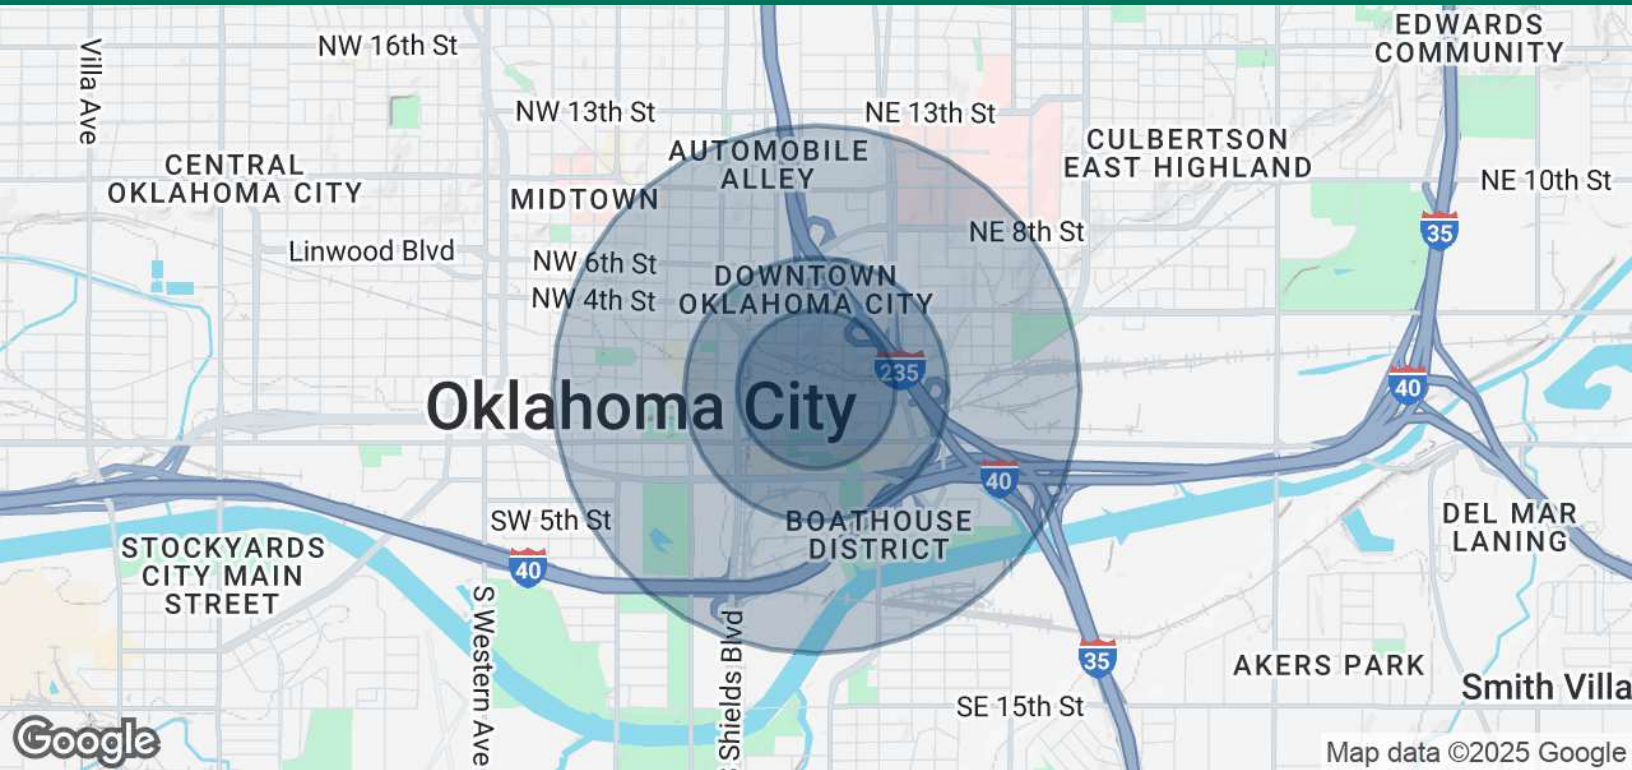 EDWARDS
COMMUNITY
Villa Ave
NW 16th St
NW 13th St
NE 13th St
AUTOMOBILE
ALLEY
CULBERTSON
EAST HIGHLAND
CENTRAL
OKLAHOMA CITY
MIDTOWN
NE 10th St
NE 8th St
35
Linwood Blvd
NW 6th St
DOWNTOWN
OKLAHOMA CITY
NW 4th St
235
40
Oklahoma City
40
SW 5th St
BOATHOUSE
DISTRICT
DEL MAR
LANING
STOCKYARDS
CITY MAIN
STREET
40
S Western Ave
Shields Blvd
35
AKERS PARK
Smith Villa
SE 15th St
Google
Map data ©2025 Google